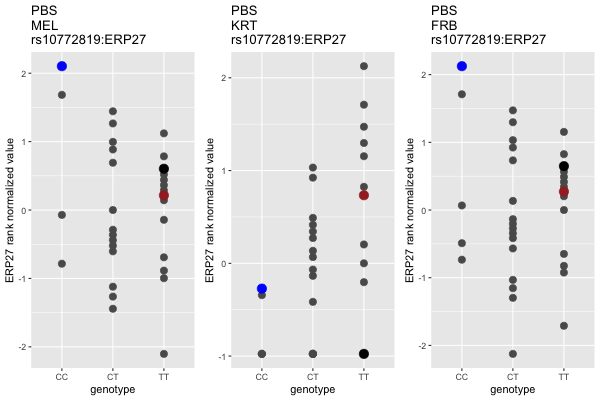 PBS
MEL
rs10772819:ERP27
ERP27 rank normalized value
2
1
0
-1
-2
CC CT TT
genotype
PBS
KRT
rs10772819:ERP27
ERP27 rank normalized value
2
1
0
-1
CC CT TT
genotype
PBS
FRB
rs10772819:ERP27
ERP27 rank normalized value
2
1
0
-1
-2
CC CT TT
genotype